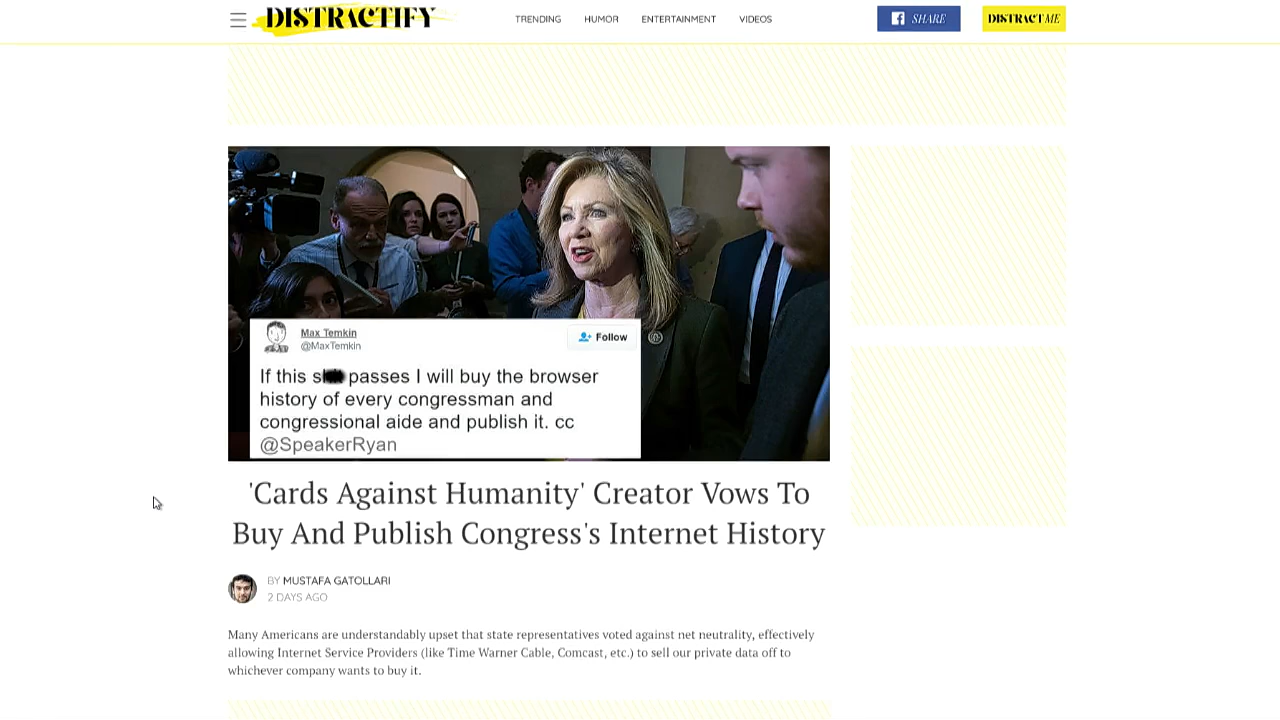 DISTRACTIFY
TRENDING HUMOR ENTERTAINMENT VIDEOS
SHARE
DISTRACT ME
Max Temkin
@MaxTemkin
Follow
If this s passes I will buy the browser
history of every congressman and
congressional aide and publish it. cc
@SpeakerRyan
'Cards Against Humanity' Creator Vows To
Buy And Publish Congress's Internet History
BY MUSTAFA GATOLLARI
2 DAYS AGO
Many Americans are understandably upset that state representatives voted against net neutrality, effectively
allowing Internet Service Providers (like Time Warner Cable, Comcast, etc.) to sell our private data off to
whichever company wants to buy it.